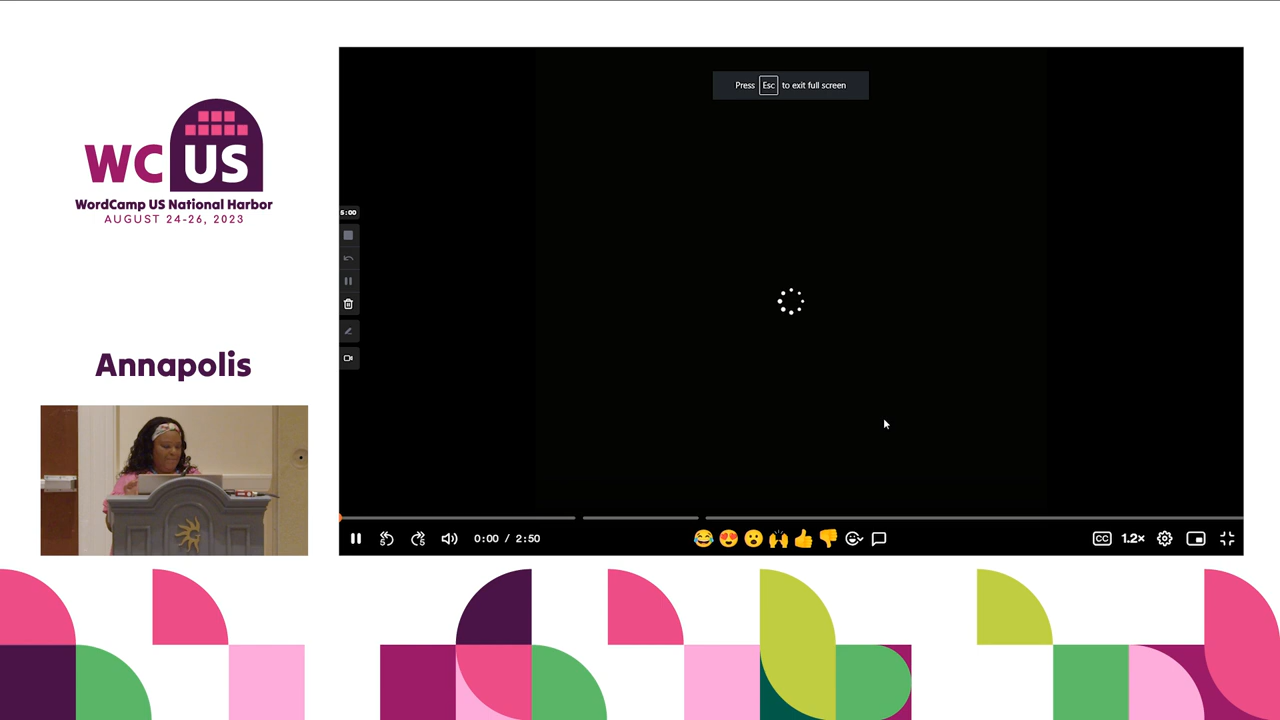 WC US
WordCamp US National Harbor
AUGUST 24-26, 2023
Annapolis
Press Esc to exit full screen
5:00
0:00 / 2:50
CC
1.2×